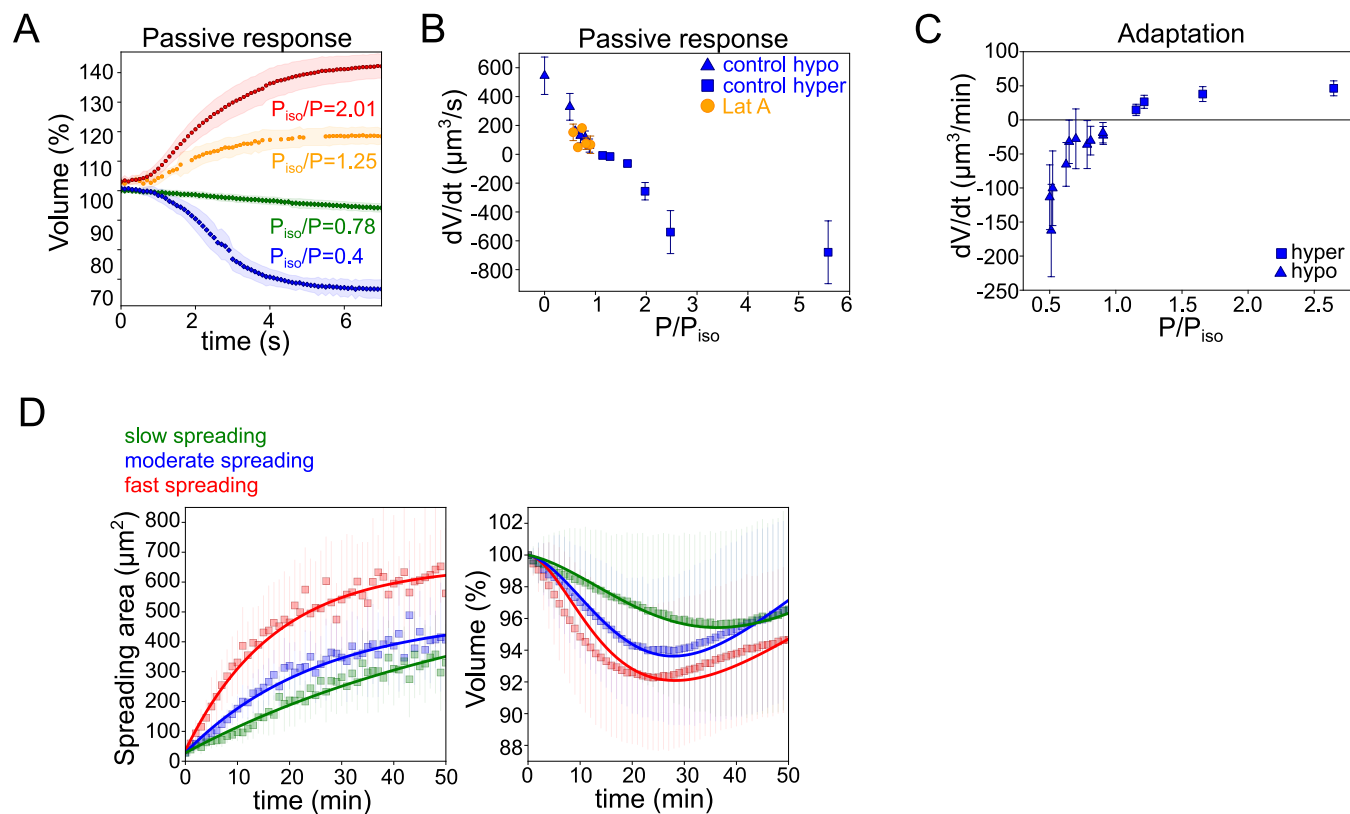 A
Passive response
Volume (%)
140
130
120
110
100
90
80
70
P_iso/P=2.01
P_iso/P=1.25
P_iso/P=0.78
P_iso/P=0.4
0
2
4
6
time (s)
B
Passive response
control hypo
control hyper
Lat A
dV/dt (μm³/s)
600
400
200
0
-200
-400
-600
-800
0
1
2
3
4
5
6
P/P_iso
C
Adaptation
dV/dt (μm³/min)
100
50
0
-50
-100
-150
-200
-250
hyper
hypo
0.5
1.0
1.5
2.0
2.5
P/P_iso
D
slow spreading
moderate spreading
fast spreading
Spreading area (μm²)
800
700
600
500
400
300
200
100
0
0
10
20
30
40
50
time (min)
Volume (%)
102
100
98
96
94
92
90
88
0
10
20
30
40
50
time (min)